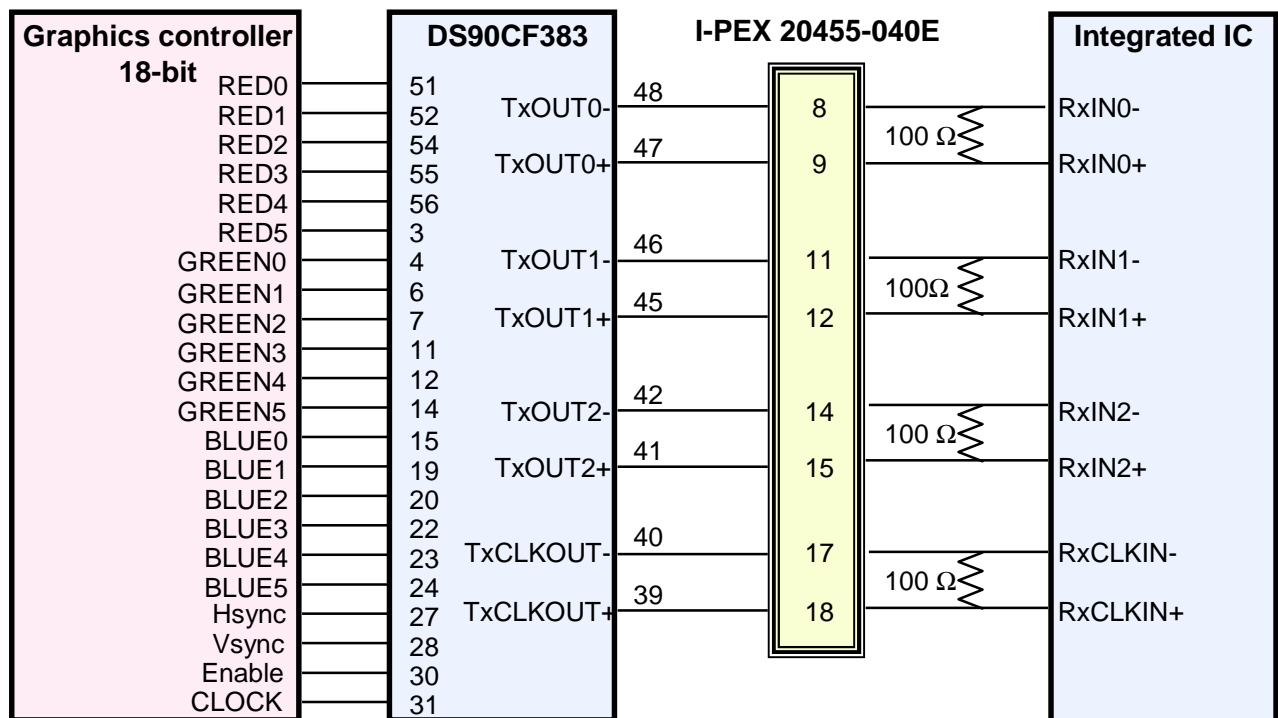 Graphics controller
18-bit
RED0
RED1
RED2
RED3
RED4
RED5
GREEN0
GREEN1
GREEN2
GREEN3
GREEN4
GREEN5
BLUE0
BLUE1
BLUE2
BLUE3
BLUE4
BLUE5
Hsync
Vsync
Enable
CLOCK
DS90CF383
51
52
54
55
56
3
4
6
7
11
12
14
15
19
20
22
23
24
27
28
30
31
TxOUT0-
TxOUT0+
TxOUT1-
TxOUT1+
TxOUT2-
TxOUT2+
TxCLKOUT-
TxCLKOUT+
48
47
46
45
42
41
40
39
I-PEX 20455-040E
8
9
11
12
14
15
17
18
100 Ω
100Ω
100 Ω
100 Ω
Integrated IC
RxIN0-
RxIN0+
RxIN1-
RxIN1+
RxIN2-
RxIN2+
RxCLKIN-
RxCLKIN+